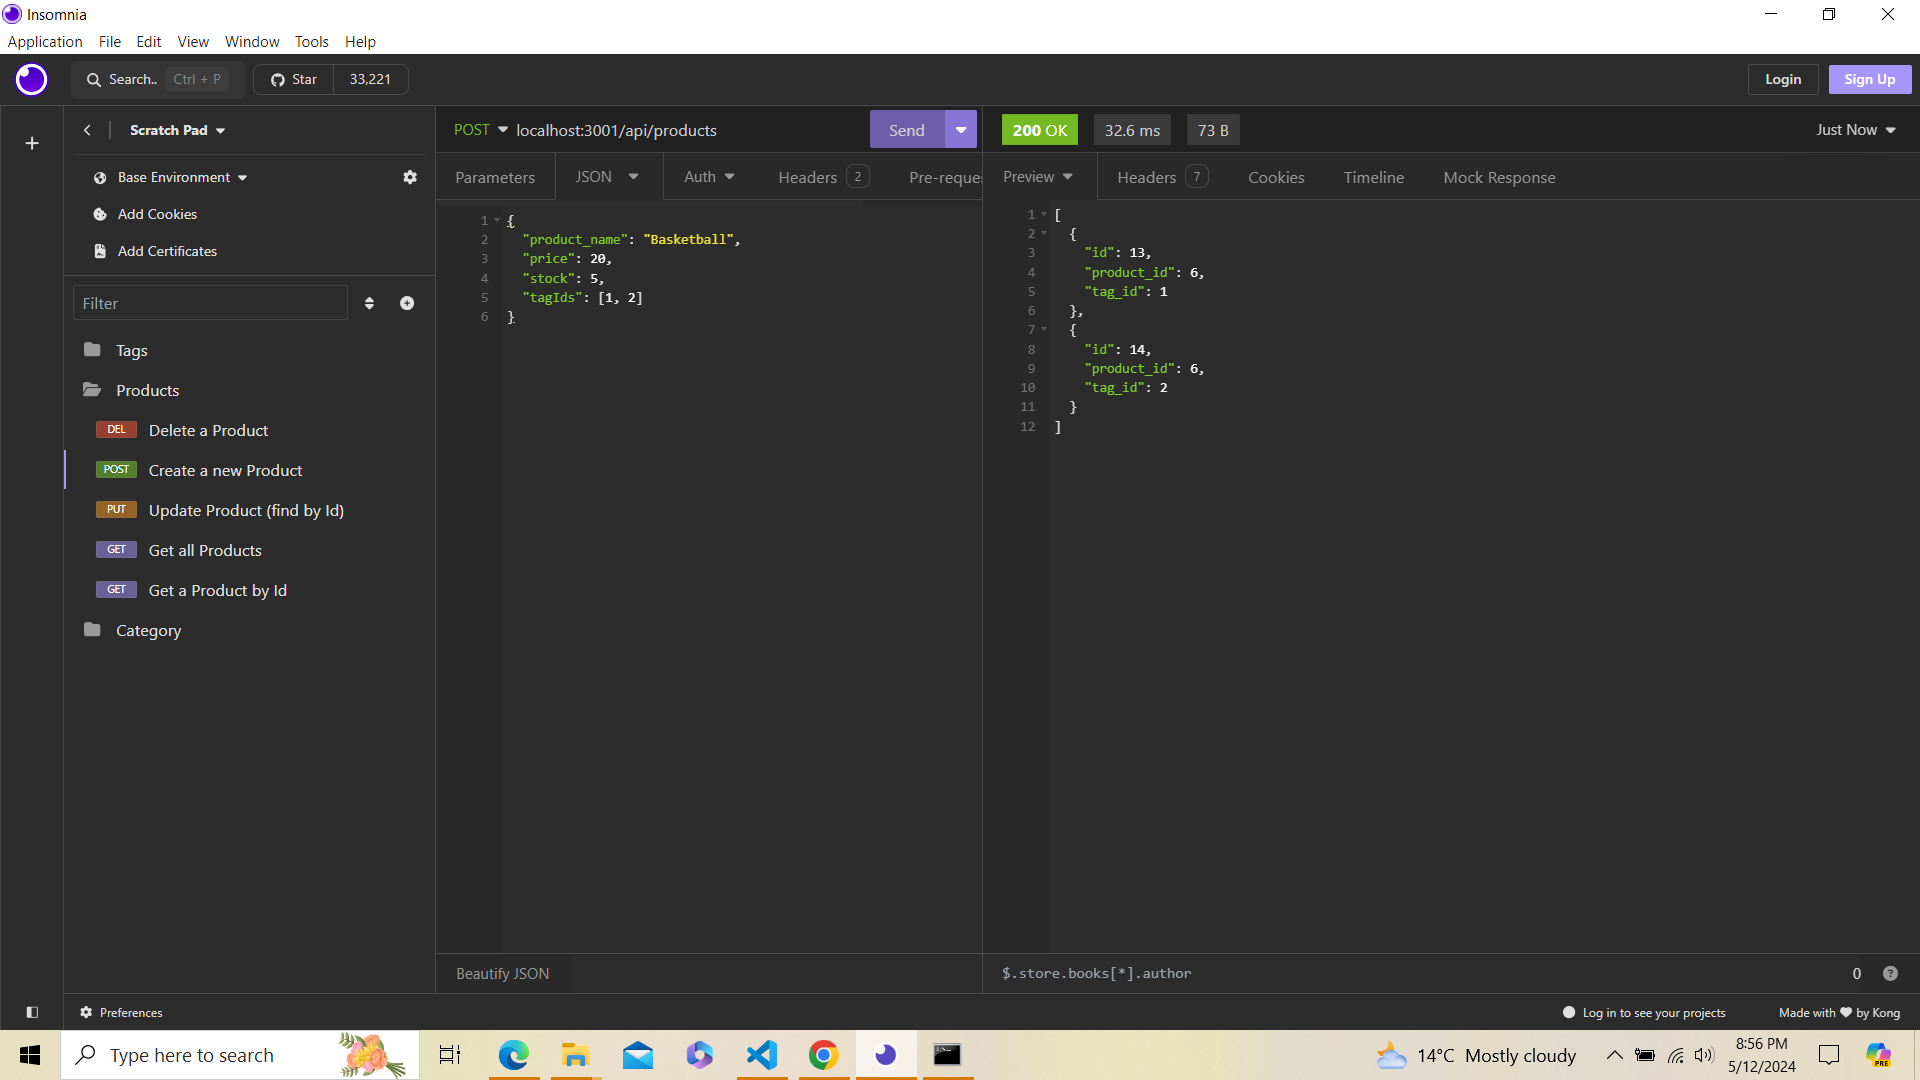 Insomnia
Application File Edit View Window Tools Help
Search.. Ctrl + P Star 33,221 Login Sign Up
Scratch Pad
Base Environment
Add Cookies
Add Certificates
Filter
Tags
Products
DEL Delete a Product
POST Create a new Product
PUT Update Product (find by Id)
GET Get all Products
GET Get a Product by Id
Category
POST localhost:3001/api/products Send
Parameters JSON Auth Headers 2 Pre-reques
1 {
2 "product_name": "Basketball",
3 "price": 20,
4 "stock": 5,
5 "tagIds": [1, 2]
6 }
Beautify JSON
200 OK 32.6 ms 73 B Just Now
Preview Headers 7 Cookies Timeline Mock Response
1 [
2 {
3 "id": 13,
4 "product_id": 6,
5 "tag_id": 1
6 },
7 {
8 "id": 14,
9 "product_id": 6,
10 "tag_id": 2
11 }
12 ]
$.store.books[*].author 0 ?
Preferences Log in to see your projects Made with ❤ by Kong
Type here to search 14°C Mostly cloudy 8:56 PM
5/12/2024
PRE